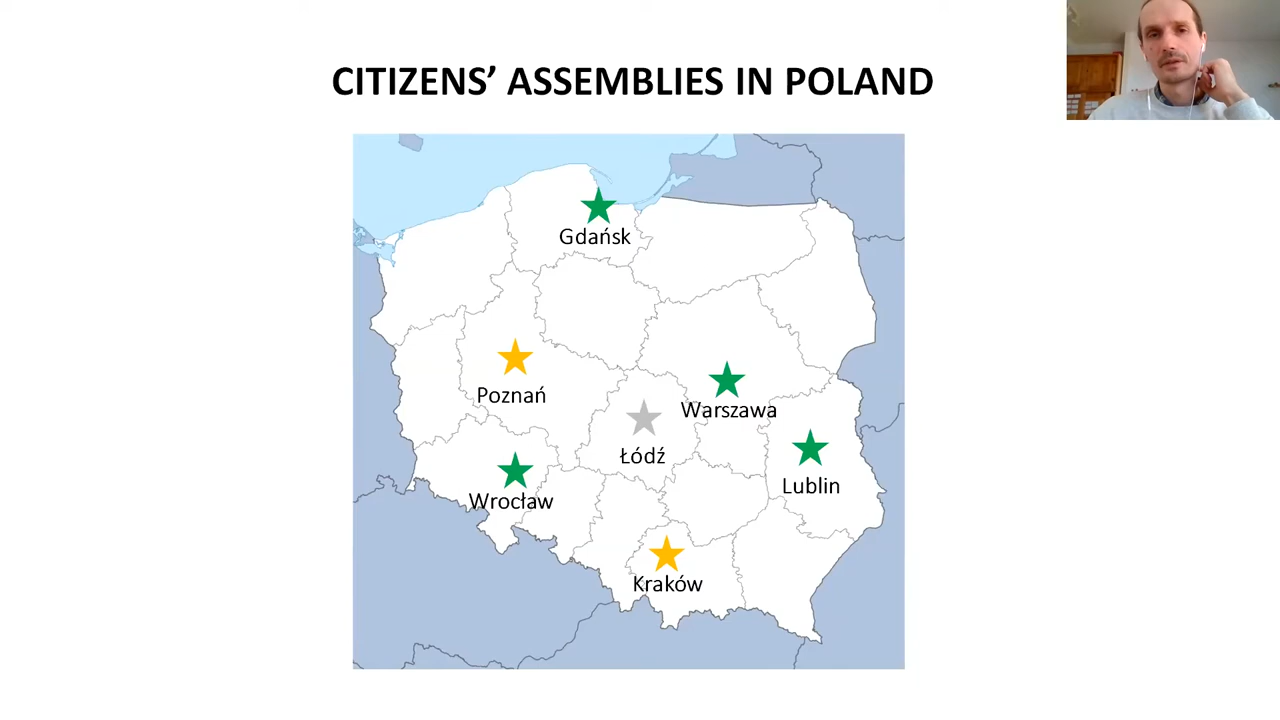 CITIZENS’ ASSEMBLIES IN POLAND
Gdańsk
Poznań
Warszawa
Łódź
Lublin
Wrocław
Kraków